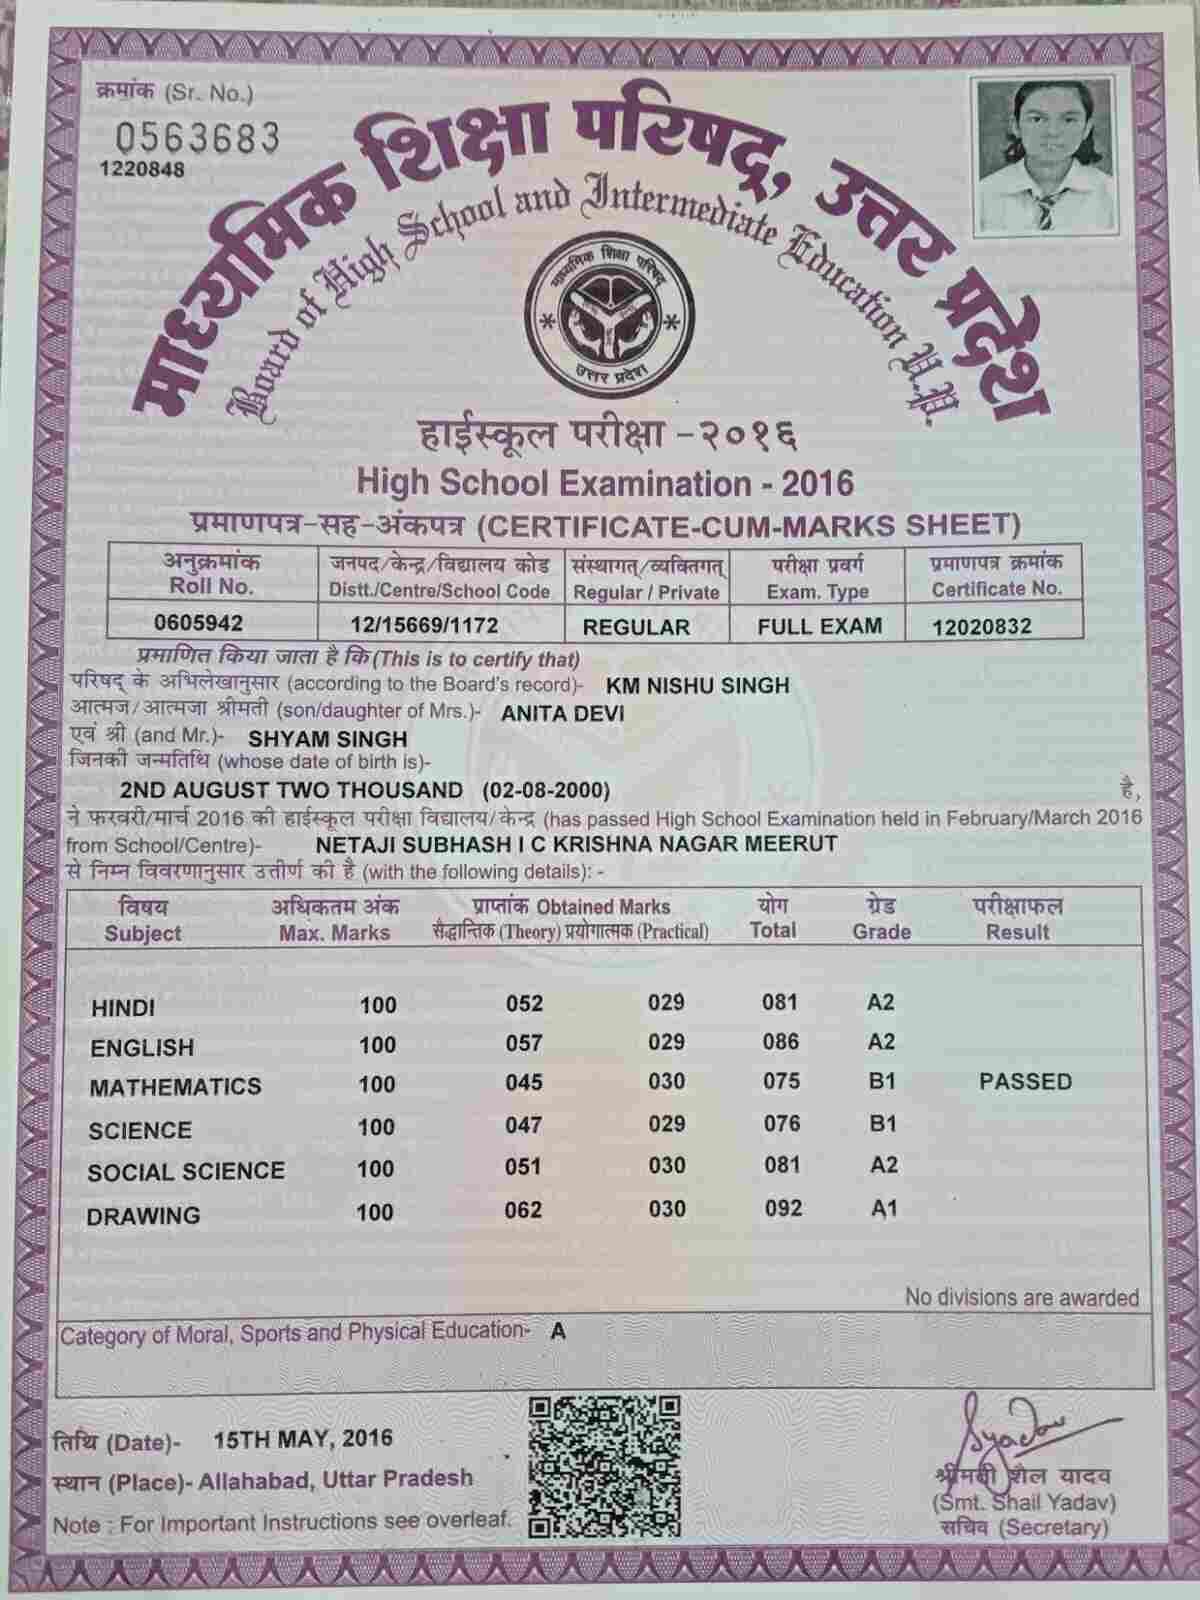 क्रमांक (Sr. No.)
0563683
1220848
माध्यमिक शिक्षा परिषद्, उत्तर प्रदेश
Board of High School and Intermediate Education U.P.
माध्यमिक शिक्षा परिषद्
उत्तर प्रदेश
हाईस्कूल परीक्षा -२०१६
High School Examination - 2016
प्रमाणपत्र-सह-अंकपत्र (CERTIFICATE-CUM-MARKS SHEET)
अनुक्रमांक जनपद/केन्द्र/विद्यालय कोड संस्थागत्/व्यक्तिगत् परीक्षा प्रवर्ग प्रमाणपत्र क्रमांक
Roll No. Distt./Centre/School Code Regular / Private Exam. Type Certificate No.
0605942 12/15669/1172 REGULAR FULL EXAM 12020832
प्रमाणित किया जाता है कि (This is to certify that)
परिषद् के अभिलेखानुसार (according to the Board's record)- KM NISHU SINGH
आत्मज/आत्मजा श्रीमती (son/daughter of Mrs.)- ANITA DEVI
एवं श्री (and Mr.)- SHYAM SINGH
जिनकी जन्मतिथि (whose date of birth is)-
2ND AUGUST TWO THOUSAND (02-08-2000) है,
ने फरवरी/मार्च 2016 की हाईस्कूल परीक्षा विद्यालय/केन्द्र (has passed High School Examination held in February/March 2016
from School/Centre)- NETAJI SUBHASH I C KRISHNA NAGAR MEERUT
से निम्न विवरणानुसार उत्तीर्ण की है (with the following details): -
विषय अधिकतम अंक प्राप्तांक Obtained Marks योग ग्रेड परीक्षाफल
Subject Max. Marks सैद्धान्तिक (Theory) प्रयोगात्मक (Practical) Total Grade Result
HINDI 100 052 029 081 A2
ENGLISH 100 057 029 086 A2
MATHEMATICS 100 045 030 075 B1 PASSED
SCIENCE 100 047 029 076 B1
SOCIAL SCIENCE 100 051 030 081 A2
DRAWING 100 062 030 092 A1
No divisions are awarded
Category of Moral, Sports and Physical Education- A
तिथि (Date)- 15TH MAY, 2016
स्थान (Place)- Allahabad, Uttar Pradesh
Note : For Important Instructions see overleaf.
SYadav
श्रीमती शैल यादव
(Smt. Shail Yadav)
सचिव (Secretary)